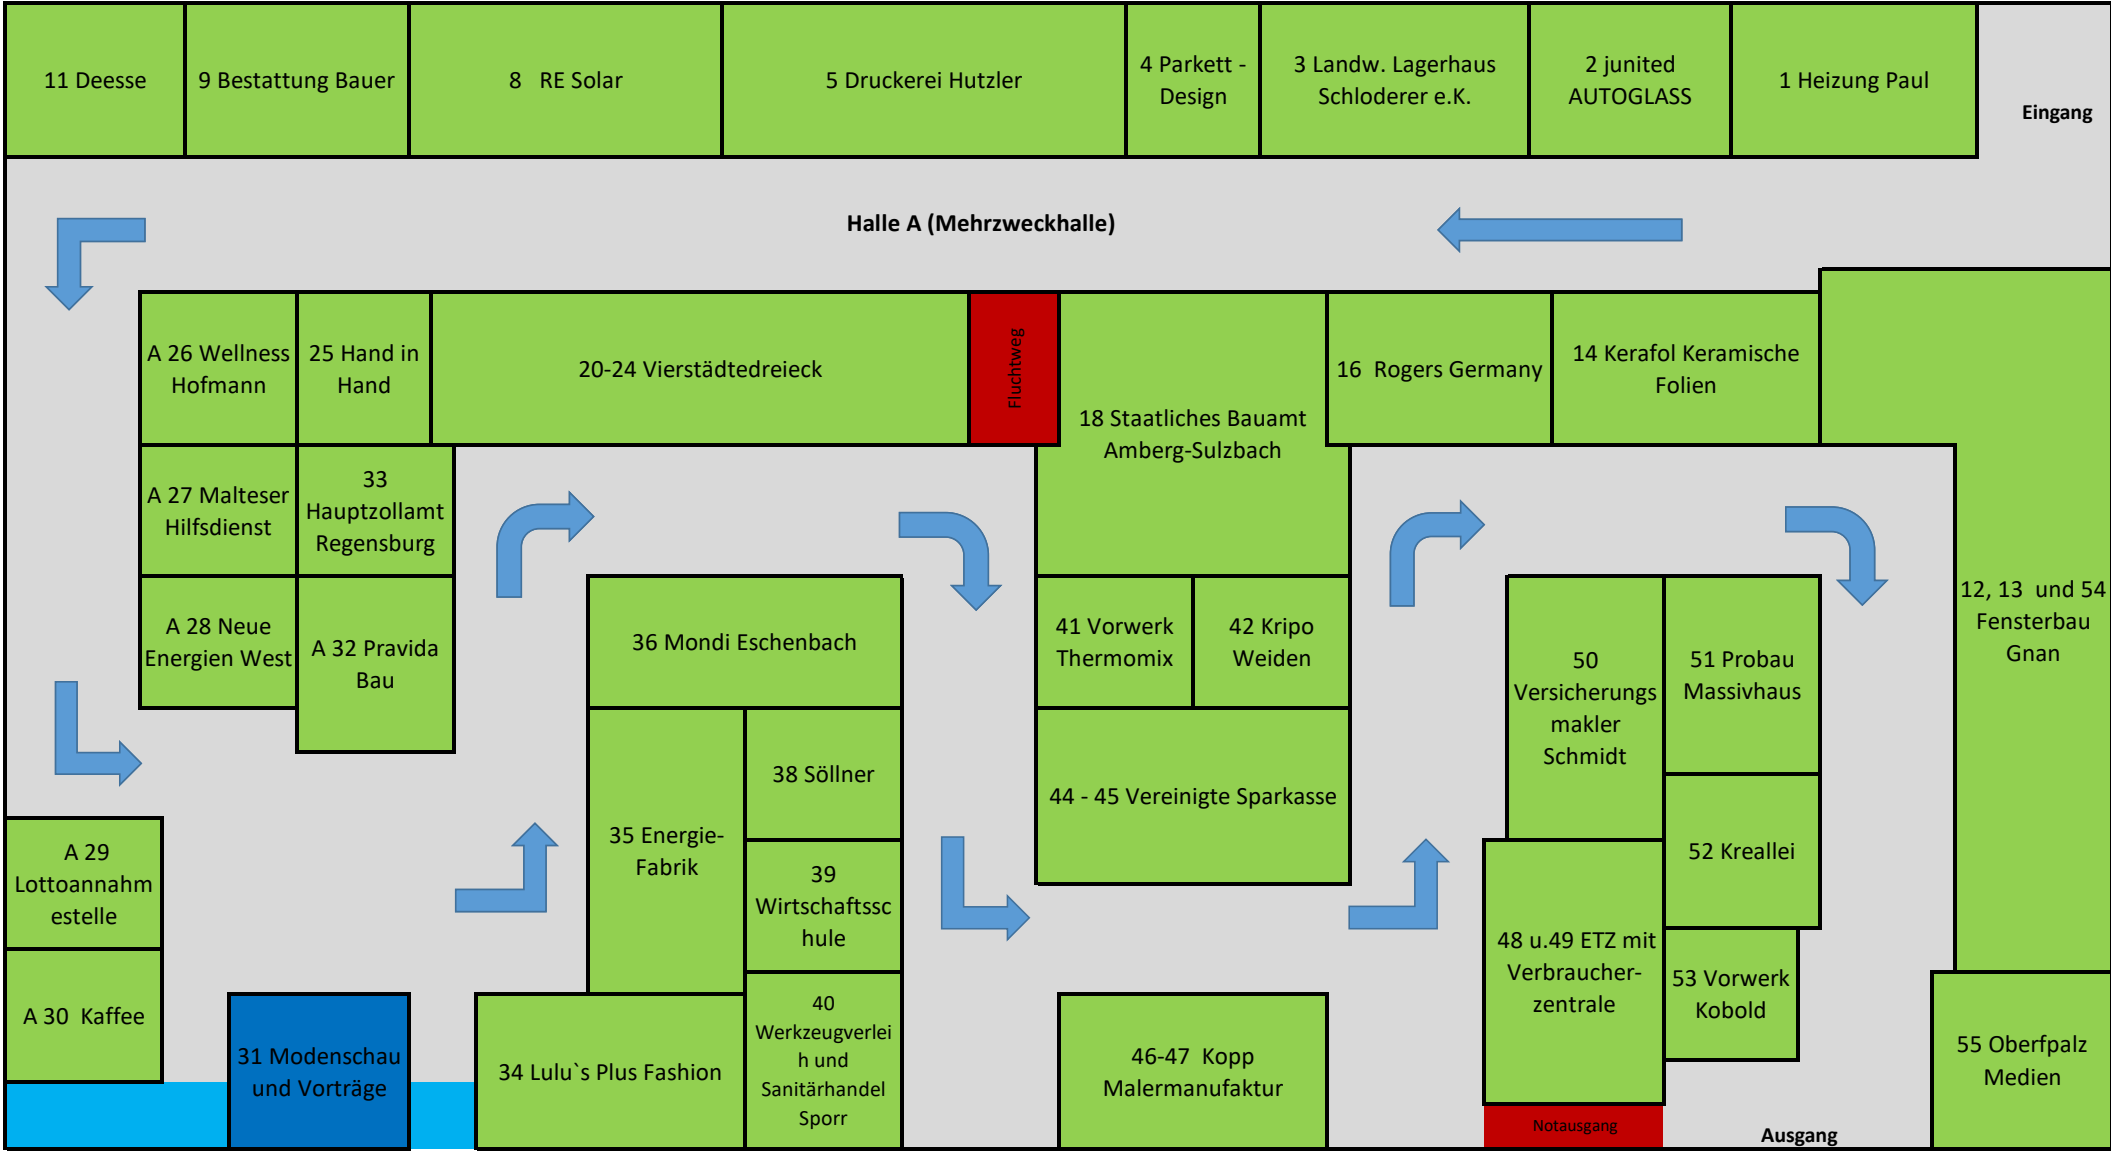 11 Deesse
9 Bestattung Bauer
8 RE Solar
5 Druckerei Hutzler
4 Parkett -
Design
3 Landw. Lagerhaus
Schloderer e.K.
2 junited
AUTOGLASS
1 Heizung Paul
Eingang
Halle A (Mehrzweckhalle)
A 26 Wellness
Hofmann
25 Hand in
Hand
20-24 Vierstädtedreieck
Fluchtweg
18 Staatliches Bauamt
Amberg-Sulzbach
16 Rogers Germany
14 Kerafol Keramische
Folien
12, 13 und 54
Fensterbau
Gnan
A 27 Malteser
Hilfsdienst
33
Hauptzollamt
Regensburg
A 28 Neue
Energien West
A 32 Pravida
Bau
36 Mondi Eschenbach
41 Vorwerk
Thermomix
42 Kripo
Weiden
50
Versicherungs
makler
Schmidt
51 Probau
Massivhaus
35 Energie-
Fabrik
38 Söllner
44 - 45 Vereinigte Sparkasse
52 Kreallei
A 29
Lottoannahm
estelle
39
Wirtschaftssc
hule
48 u.49 ETZ mit
Verbraucher-
zentrale
53 Vorwerk
Kobold
A 30 Kaffee
31 Modenschau
und Vorträge
34 Lulu`s Plus Fashion
40
Werkzeugverlei
h und
Sanitärhandel
Sporr
46-47 Kopp
Malermanufaktur
55 Oberfpalz
Medien
Notausgang
Ausgang